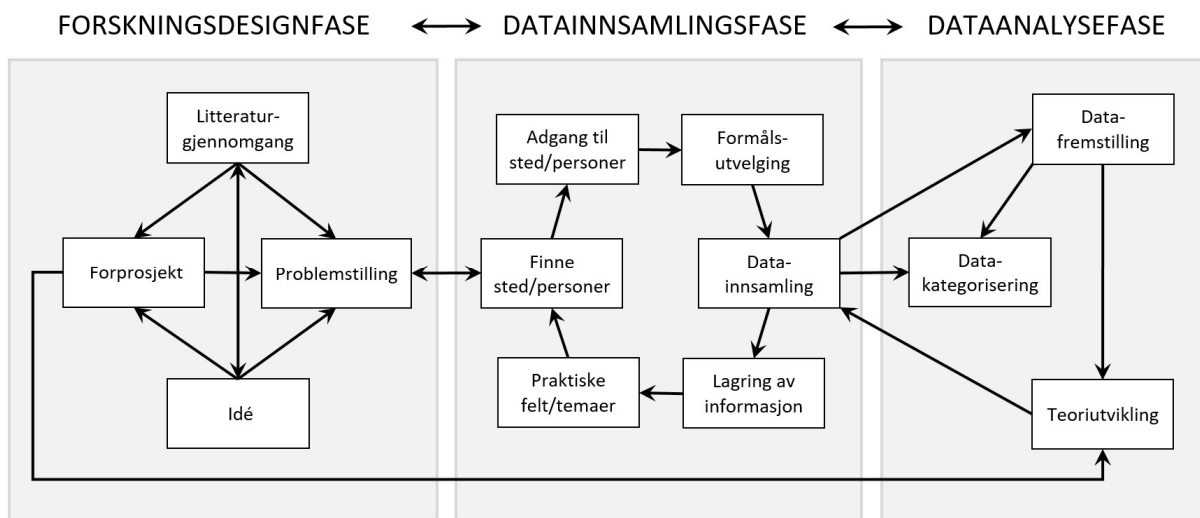 FORSKNINGSDESIGNFASE
DATAINNSAMLINGSFASE
DATAANALYSEFASE
Litteratur-
gjennomgang
Forprosjekt
Problemstilling
Idé
Adgang til
sted/personer
Formåls-
utvelging
Finne
sted/personer
Data-
innsamling
Praktiske
felt/temaer
Lagring av
informasjon
Data-
fremstilling
Data-
kategorisering
Teoriutvikling